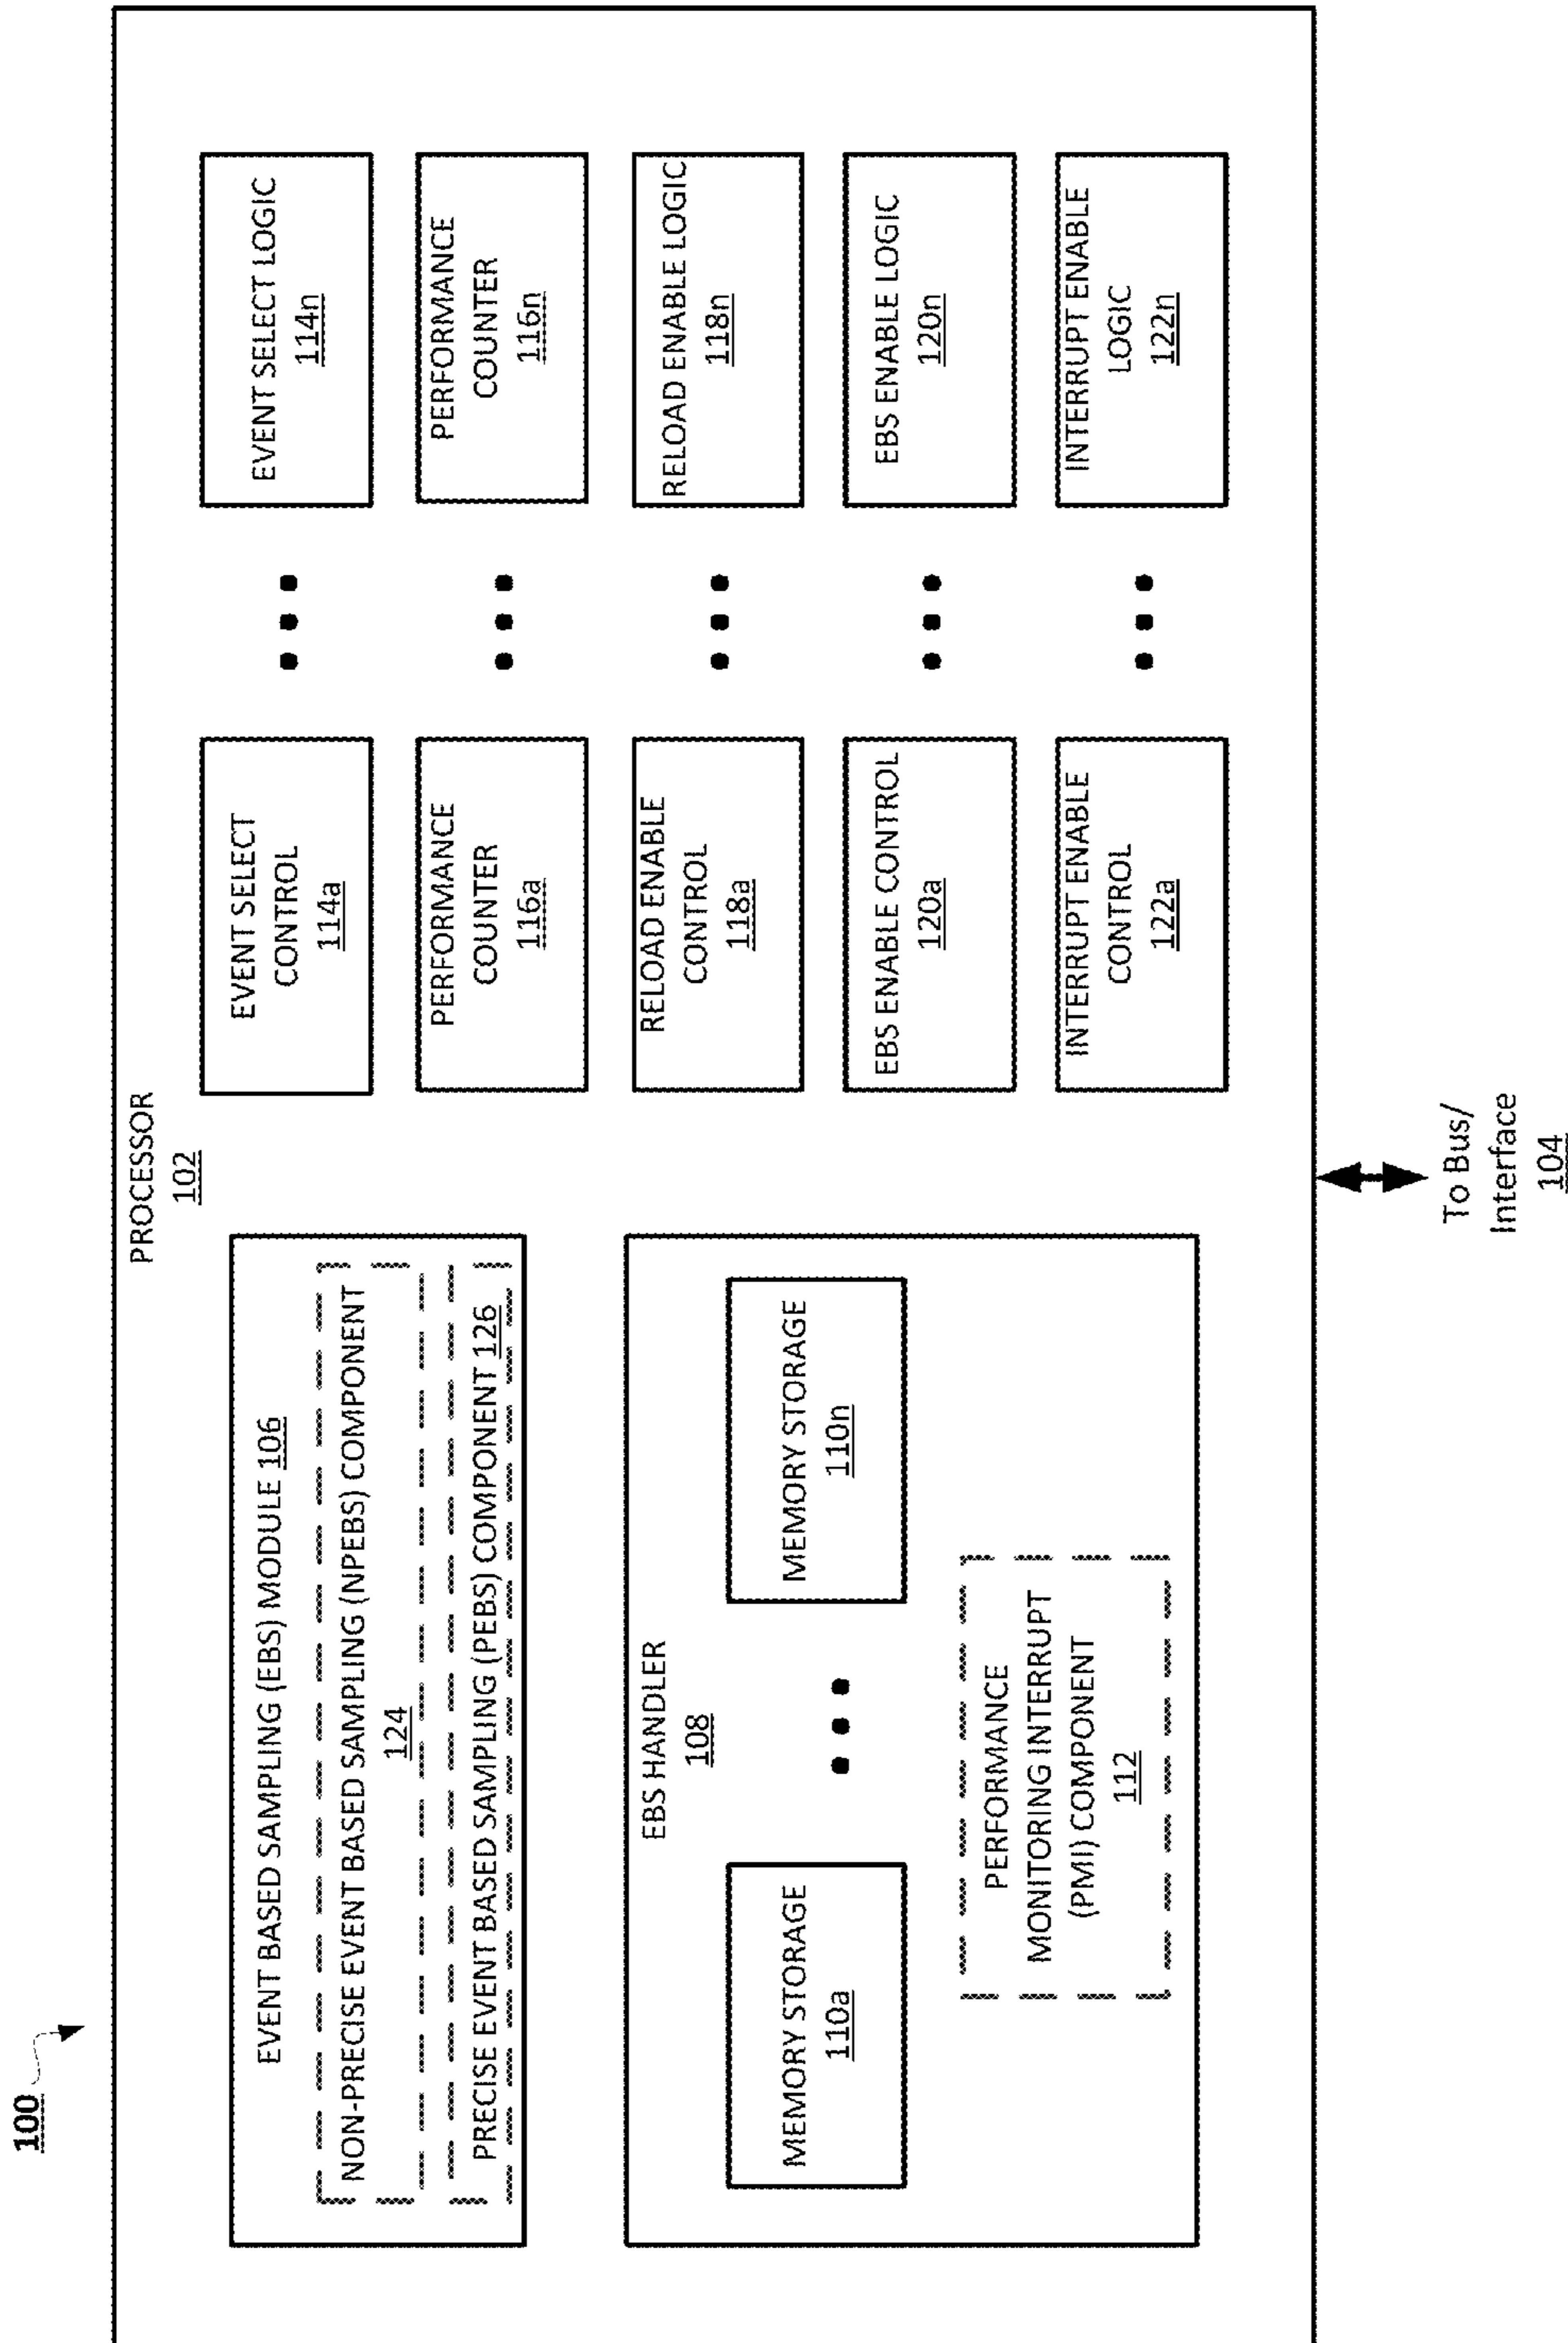 100
PROCESSOR
102
EVENT BASED SAMPLING (EBS) MODULE 106
NON-PRECISE EVENT BASED SAMPLING (NPEBS) COMPONENT
124
PRECISE EVENT BASED SAMPLING (PEBS) COMPONENT 126
EBS HANDLER
108
MEMORY STORAGE
110a
MEMORY STORAGE
110n
PERFORMANCE
MONITORING INTERRUPT
(PMI) COMPONENT
112
EVENT SELECT
CONTROL
114a
EVENT SELECT LOGIC
114n
PERFORMANCE
COUNTER
116a
PERFORMANCE
COUNTER
116n
RELOAD ENABLE
CONTROL
118a
RELOAD ENABLE LOGIC
118n
EBS ENABLE CONTROL
120a
EBS ENABLE LOGIC
120n
INTERRUPT ENABLE
CONTROL
122a
INTERRUPT ENABLE
LOGIC
122n
To Bus/
Interface
104